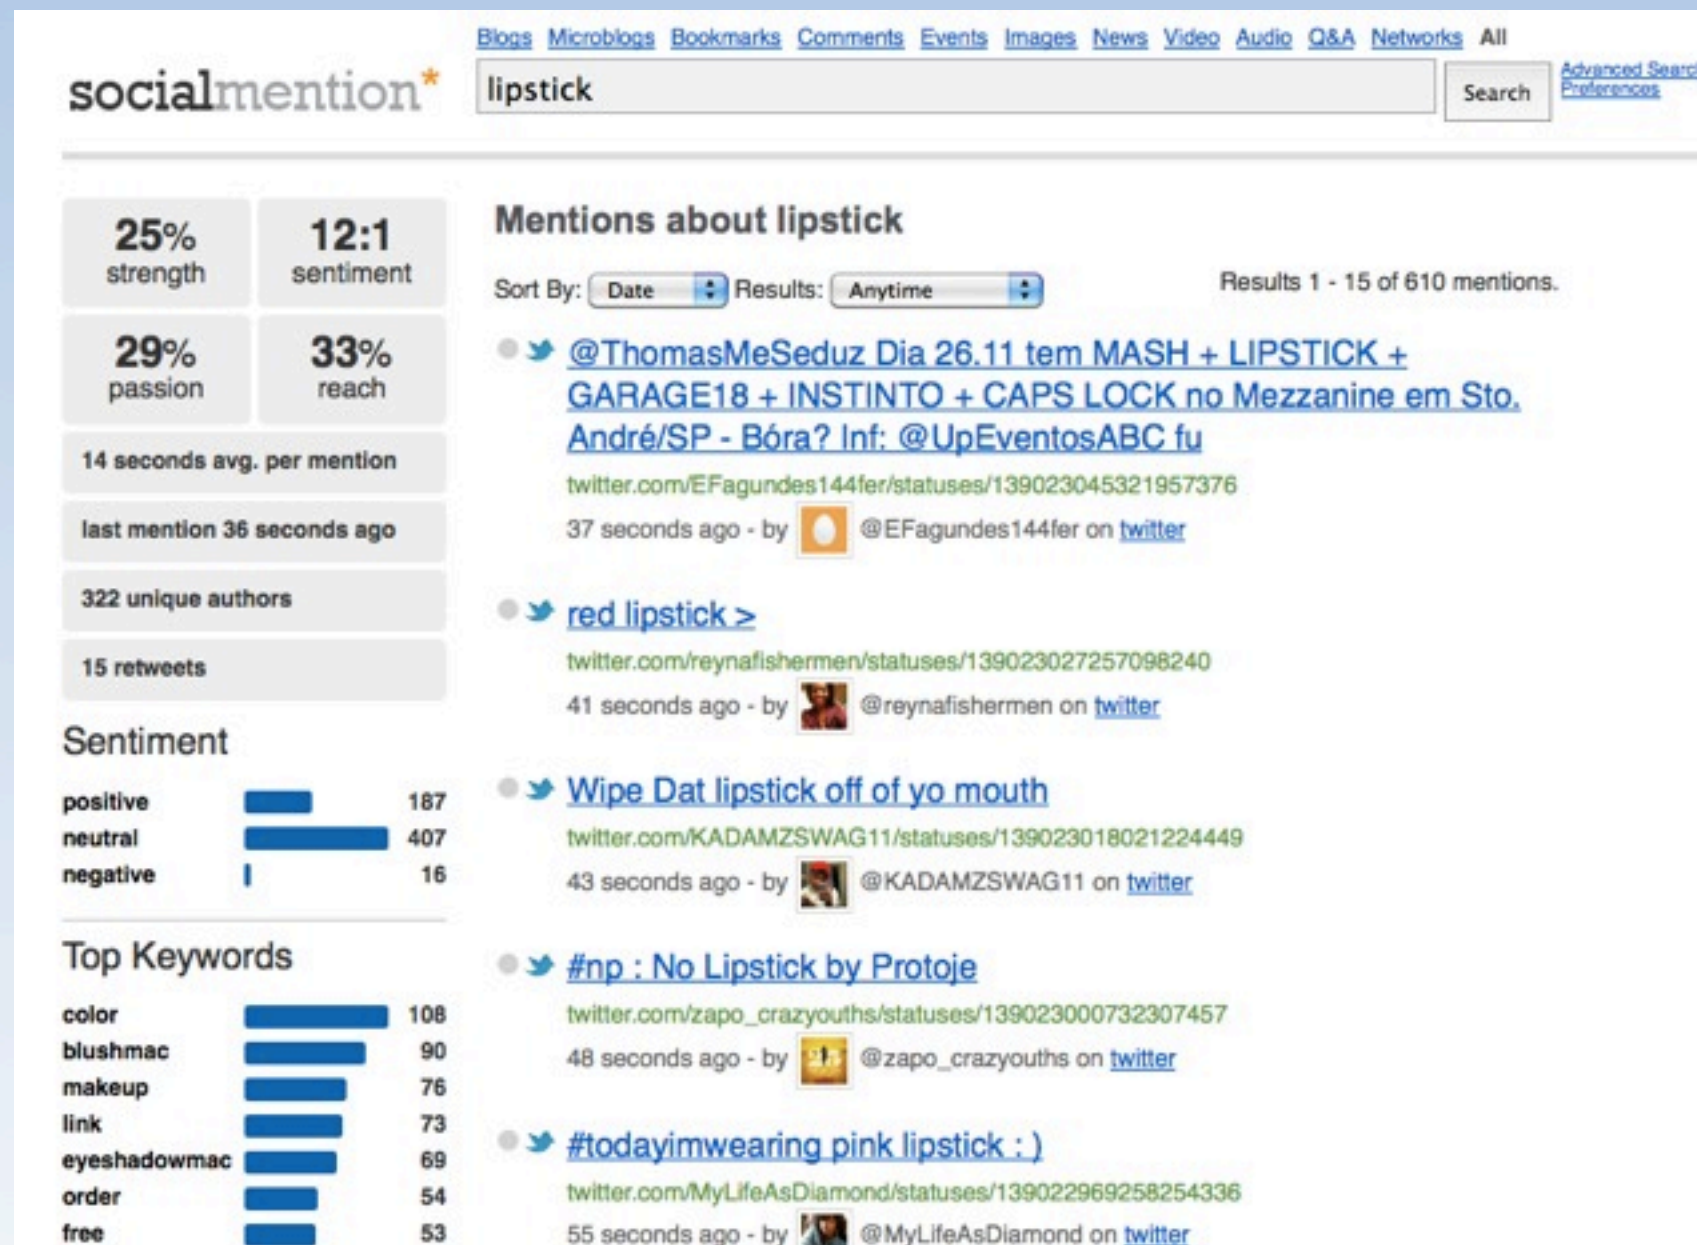 Blogs Microblogs Bookmarks Comments Events Images News Video Audio Q&A Networks All
socialmention*
lipstick
Search
Advanced Search
Preferences
25%
strength
12:1
sentiment
29%
passion
33%
reach
14 seconds avg. per mention
last mention 36 seconds ago
322 unique authors
15 retweets
Sentiment
positive 187
neutral 407
negative 16
Top Keywords
color 108
blushmac 90
makeup 76
link 73
eyeshadowmac 69
order 54
free 53
Mentions about lipstick
Sort By: Date Results: Anytime
Results 1 - 15 of 610 mentions.
@ThomasMeSeduz Dia 26.11 tem MASH + LIPSTICK +
GARAGE18 + INSTINTO + CAPS LOCK no Mezzanine em Sto.
André/SP - Bóra? Inf: @UpEventosABC fu
twitter.com/EFagundes144fer/statuses/139023045321957376
37 seconds ago - by @EFagundes144fer on twitter
red lipstick >
twitter.com/reynafishermen/statuses/139023027257098240
41 seconds ago - by @reynafishermen on twitter
Wipe Dat lipstick off of yo mouth
twitter.com/KADAMZSWAG11/statuses/139023018021224449
43 seconds ago - by @KADAMZSWAG11 on twitter
#np : No Lipstick by Protoje
twitter.com/zapo_crazyouths/statuses/139023000732307457
48 seconds ago - by @zapo_crazyouths on twitter
#todayimwearing pink lipstick : )
twitter.com/MyLifeAsDiamond/statuses/139022969258254336
55 seconds ago - by @MyLifeAsDiamond on twitter